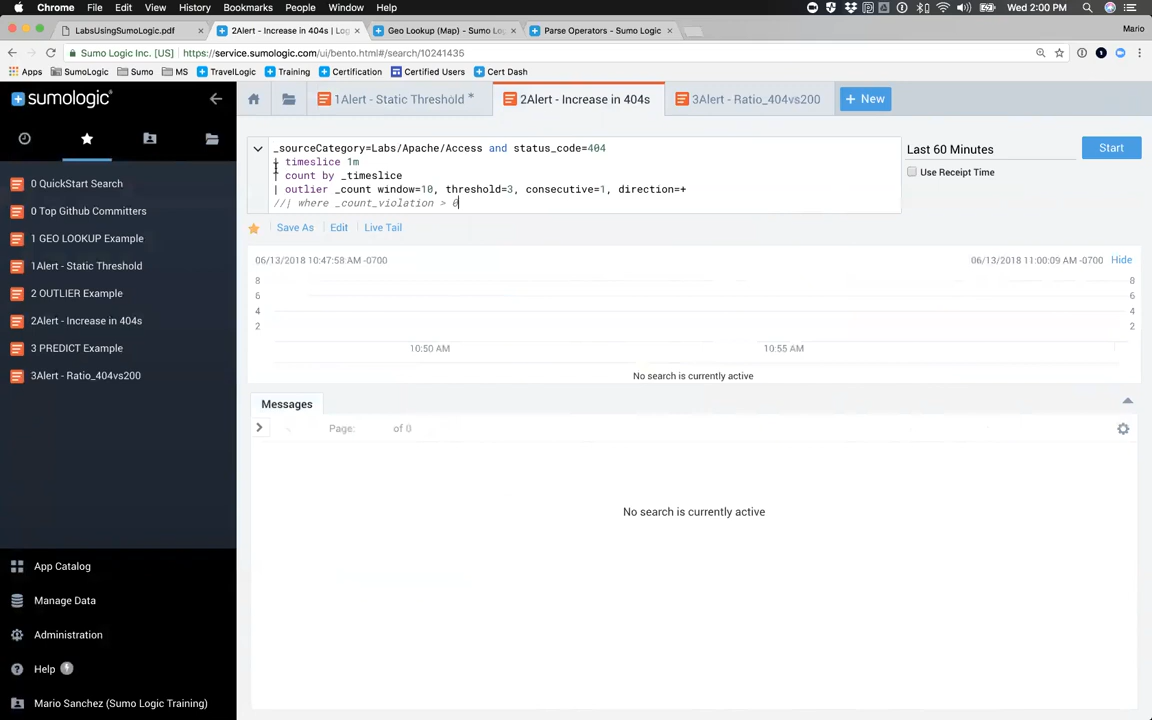 Chrome File Edit View History Bookmarks People Window Help Wed 2:00 PM
LabsUsingSumoLogic.pdf × 2Alert - Increase in 404s | Lo × Geo Lookup (Map) - Sumo Lo × Parse Operators - Sumo Logic × Mario
Sumo Logic Inc. [US] https://service.sumologic.com/ui/bento.html#/search/10241436
Apps SumoLogic Sumo MS TravelLogic Training Certification Certified Users Cert Dash
sumologic 1Alert - Static Threshold * 2Alert - Increase in 404s 3Alert - Ratio_404vs200 + New
_sourceCategory=Labs/Apache/Access and status_code=404
| timeslice 1m
| count by _timeslice
| outlier _count window=10, threshold=3, consecutive=1, direction=+
//| where _count_violation > 0
Last 60 Minutes Start
Use Receipt Time
Save As Edit Live Tail
06/13/2018 10:47:58 AM -0700 06/13/2018 11:00:09 AM -0700 Hide
8 8
6 6
4 4
2 2
10:50 AM 10:55 AM
No search is currently active
Messages
Page: of 0
No search is currently active
0 QuickStart Search
0 Top Github Committers
1 GEO LOOKUP Example
1Alert - Static Threshold
2 OUTLIER Example
2Alert - Increase in 404s
3 PREDICT Example
3Alert - Ratio_404vs200
App Catalog
Manage Data
Administration
Help
Mario Sanchez (Sumo Logic Training)